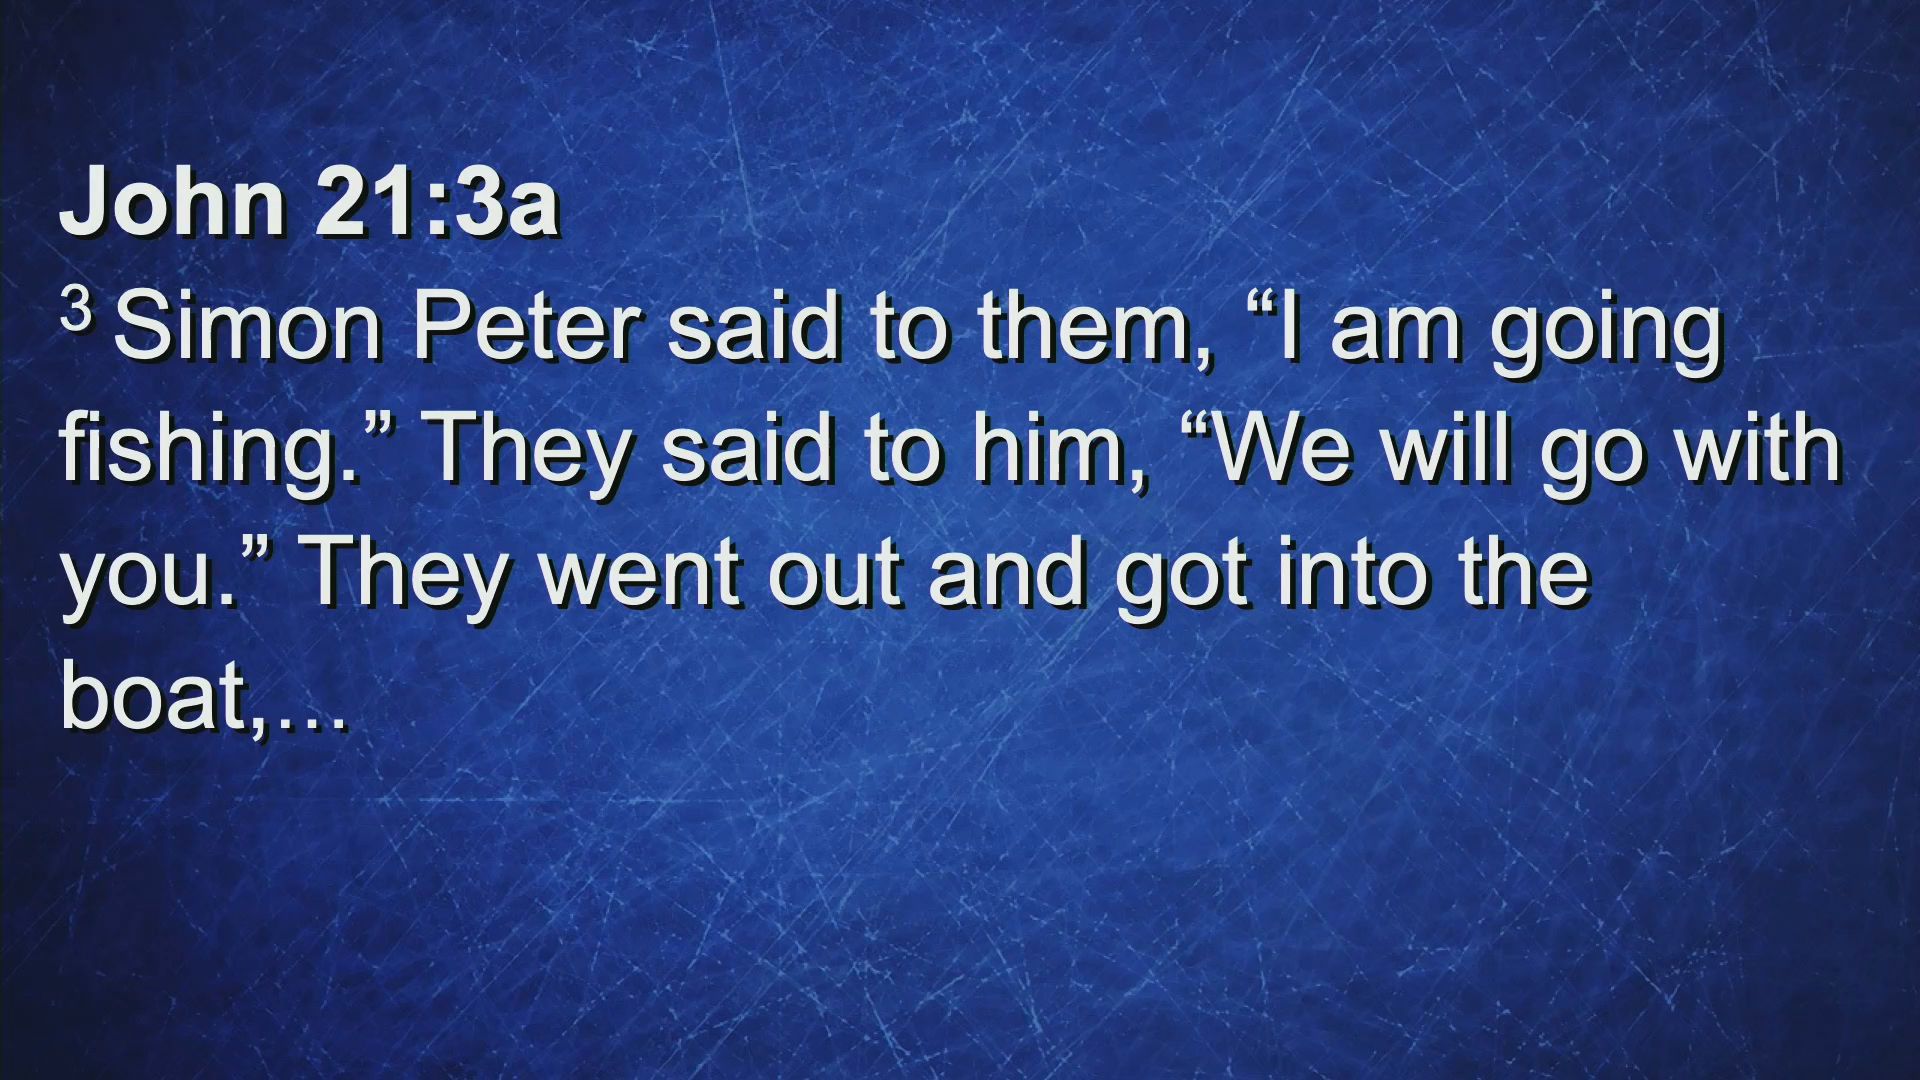 John 21:3a
3 Simon Peter said to them, “I am going
fishing.” They said to him, “We will go with
you.” They went out and got into the
boat,...